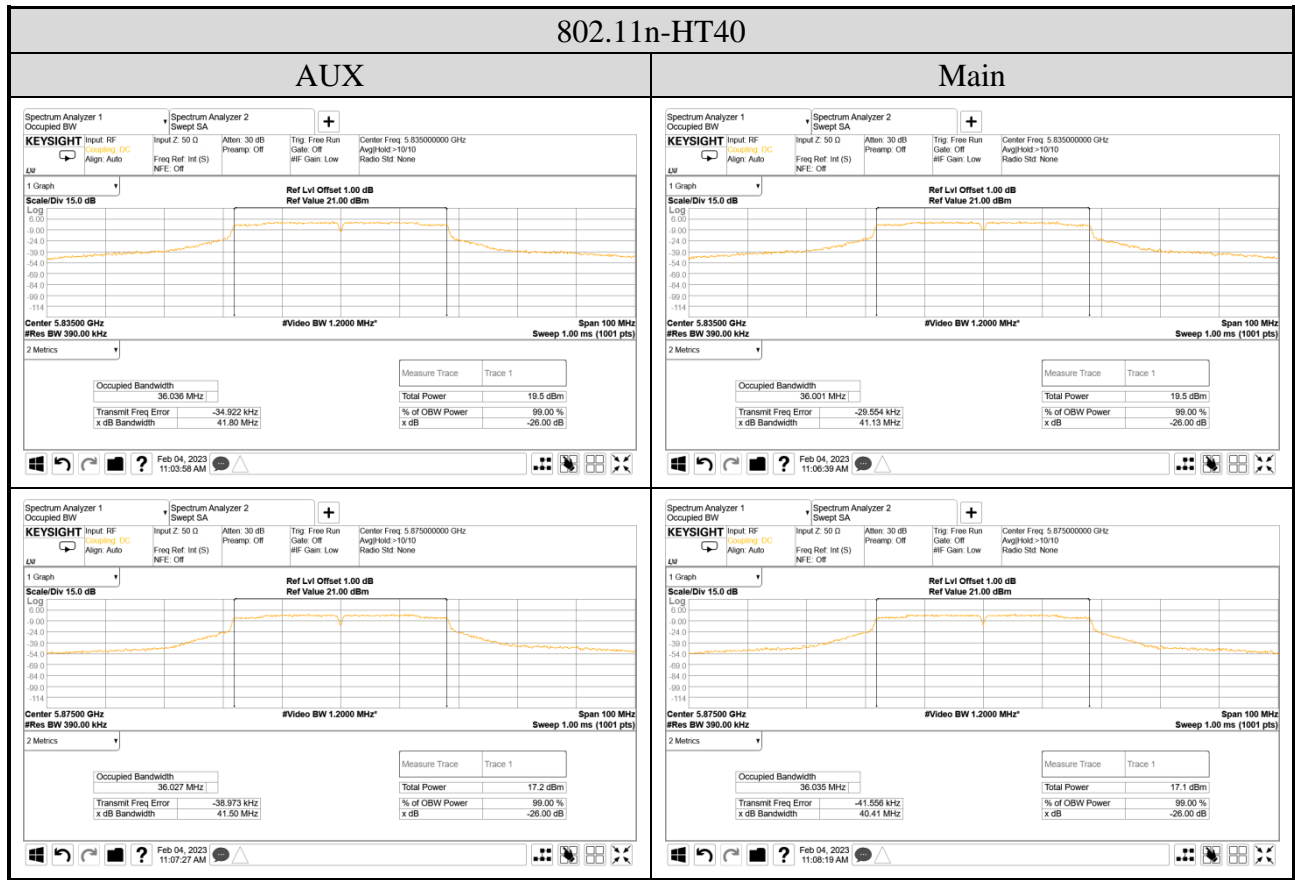 802.11n-HT40
AUX
Main
Spectrum Analyzer 1
Occupied BW
Spectrum Analyzer 2
Swept SA
+
KEYSIGHT
Input: RF
Coupling: DC
Align: Auto
Input Z: 50 Ω
Freq Ref: Int (S)
NFE: Off
Atten: 30 dB
Preamp: Off
Trig: Free Run
Gate: Off
#IF Gain: Low
Center Freq: 5.835000000 GHz
Avg|Hold:>10/10
Radio Std: None
LXI
1 Graph
Scale/Div 15.0 dB
Ref Lvl Offset 1.00 dB
Ref Value 21.00 dBm
Log
6.00
-9.00
-24.0
-39.0
-54.0
-69.0
-84.0
-99.0
-114
Center 5.83500 GHz
#Res BW 390.00 kHz
#Video BW 1.2000 MHz*
Span 100 MHz
Sweep 1.00 ms (1001 pts)
2 Metrics
Measure Trace Trace 1
Occupied Bandwidth
36.036 MHz
Total Power 19.5 dBm
Transmit Freq Error -34.922 kHz
% of OBW Power 99.00 %
x dB Bandwidth 41.80 MHz
x dB -26.00 dB
?
Feb 04, 2023
11:03:58 AM
Spectrum Analyzer 1
Occupied BW
Spectrum Analyzer 2
Swept SA
+
KEYSIGHT
Input: RF
Coupling: DC
Align: Auto
Input Z: 50 Ω
Freq Ref: Int (S)
NFE: Off
Atten: 30 dB
Preamp: Off
Trig: Free Run
Gate: Off
#IF Gain: Low
Center Freq: 5.835000000 GHz
Avg|Hold:>10/10
Radio Std: None
LXI
1 Graph
Scale/Div 15.0 dB
Ref Lvl Offset 1.00 dB
Ref Value 21.00 dBm
Log
6.00
-9.00
-24.0
-39.0
-54.0
-69.0
-84.0
-99.0
-114
Center 5.83500 GHz
#Res BW 390.00 kHz
#Video BW 1.2000 MHz*
Span 100 MHz
Sweep 1.00 ms (1001 pts)
2 Metrics
Measure Trace Trace 1
Occupied Bandwidth
36.001 MHz
Total Power 19.5 dBm
Transmit Freq Error -29.554 kHz
% of OBW Power 99.00 %
x dB Bandwidth 41.13 MHz
x dB -26.00 dB
?
Feb 04, 2023
11:06:39 AM
Spectrum Analyzer 1
Occupied BW
Spectrum Analyzer 2
Swept SA
+
KEYSIGHT
Input: RF
Coupling: DC
Align: Auto
Input Z: 50 Ω
Freq Ref: Int (S)
NFE: Off
Atten: 30 dB
Preamp: Off
Trig: Free Run
Gate: Off
#IF Gain: Low
Center Freq: 5.875000000 GHz
Avg|Hold:>10/10
Radio Std: None
LXI
1 Graph
Scale/Div 15.0 dB
Ref Lvl Offset 1.00 dB
Ref Value 21.00 dBm
Log
6.00
-9.00
-24.0
-39.0
-54.0
-69.0
-84.0
-99.0
-114
Center 5.87500 GHz
#Res BW 390.00 kHz
#Video BW 1.2000 MHz*
Span 100 MHz
Sweep 1.00 ms (1001 pts)
2 Metrics
Measure Trace Trace 1
Occupied Bandwidth
36.027 MHz
Total Power 17.2 dBm
Transmit Freq Error -38.973 kHz
% of OBW Power 99.00 %
x dB Bandwidth 41.50 MHz
x dB -26.00 dB
?
Feb 04, 2023
11:07:27 AM
Spectrum Analyzer 1
Occupied BW
Spectrum Analyzer 2
Swept SA
+
KEYSIGHT
Input: RF
Coupling: DC
Align: Auto
Input Z: 50 Ω
Freq Ref: Int (S)
NFE: Off
Atten: 30 dB
Preamp: Off
Trig: Free Run
Gate: Off
#IF Gain: Low
Center Freq: 5.875000000 GHz
Avg|Hold:>10/10
Radio Std: None
LXI
1 Graph
Scale/Div 15.0 dB
Ref Lvl Offset 1.00 dB
Ref Value 21.00 dBm
Log
6.00
-9.00
-24.0
-39.0
-54.0
-69.0
-84.0
-99.0
-114
Center 5.87500 GHz
#Res BW 390.00 kHz
#Video BW 1.2000 MHz*
Span 100 MHz
Sweep 1.00 ms (1001 pts)
2 Metrics
Measure Trace Trace 1
Occupied Bandwidth
36.035 MHz
Total Power 17.1 dBm
Transmit Freq Error -41.556 kHz
% of OBW Power 99.00 %
x dB Bandwidth 40.41 MHz
x dB -26.00 dB
?
Feb 04, 2023
11:08:19 AM